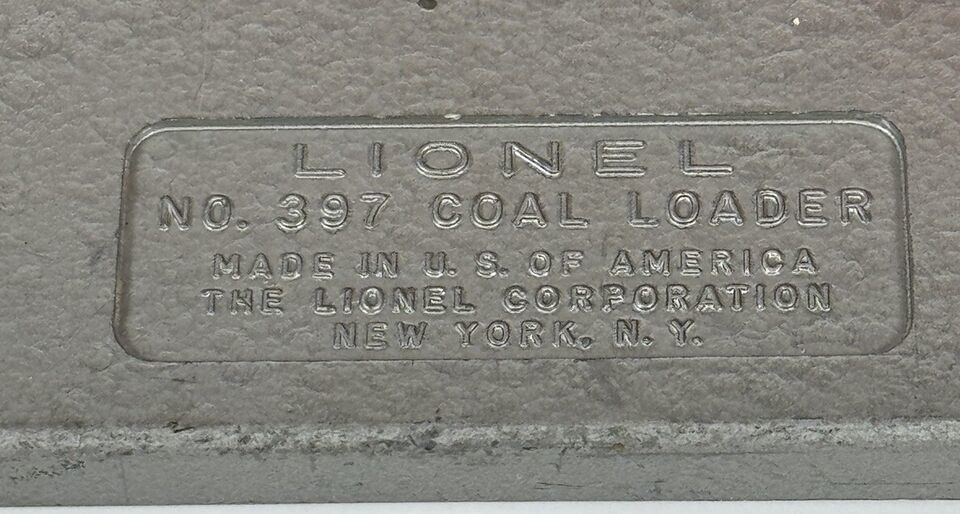 LIONEL
NO. 397 COAL LOADER
MADE IN U. S. OF AMERICA
THE LIONEL CORPORATION
NEW YORK, N. Y.